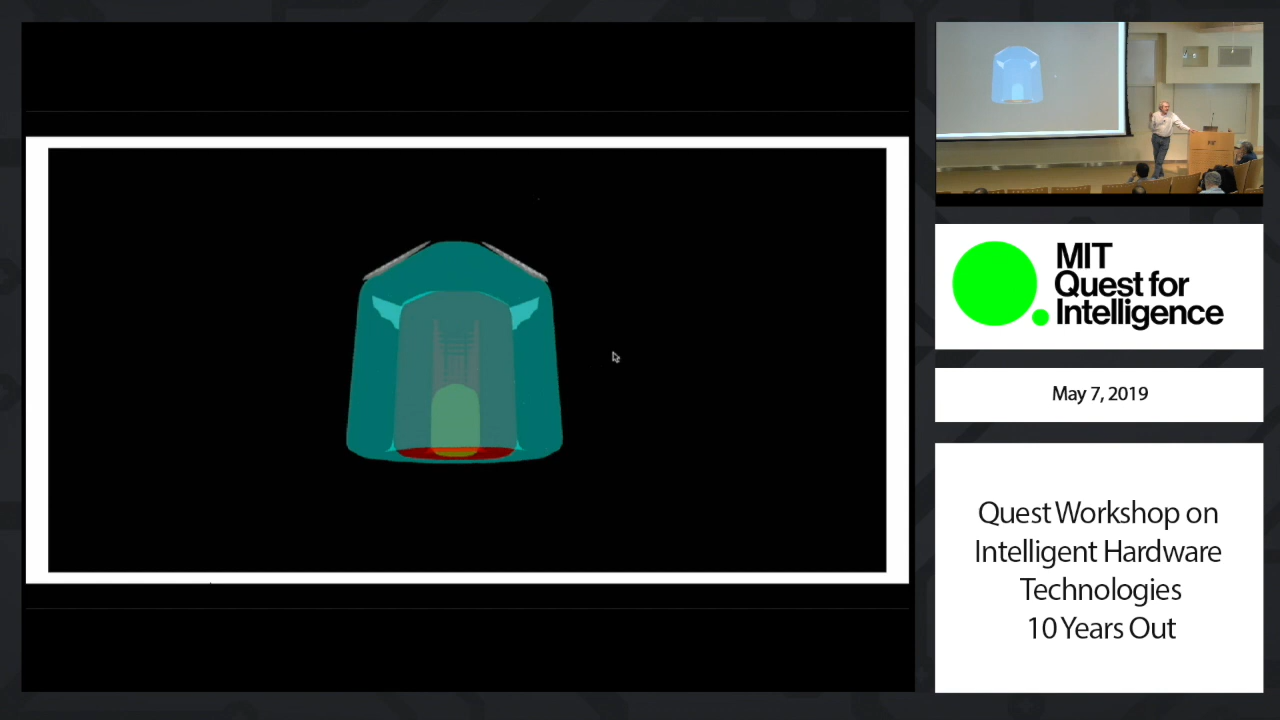 MIT
Quest for
Intelligence
May 7, 2019
Quest Workshop on
Intelligent Hardware
Technologies
10 Years Out